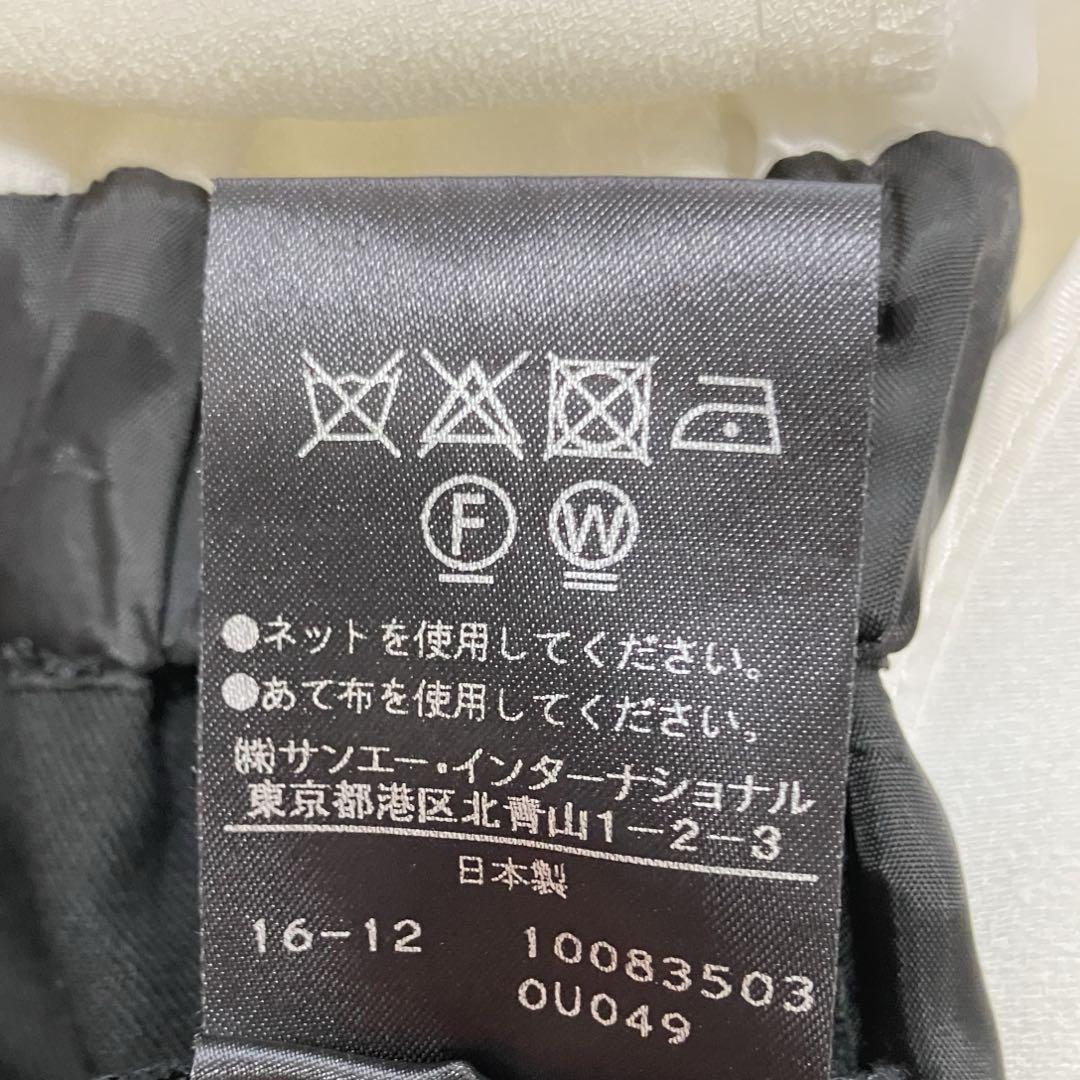 F W
●ネットを使用してください。
●あて布を使用してください。
㈱サンエー・インターナショナル
東京都港区北青山1-2-3
日本製
16-12 10083503
0U049